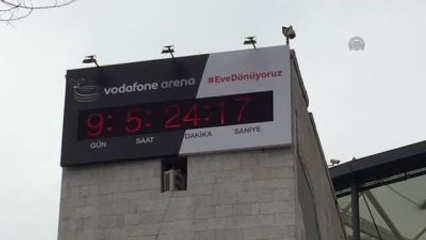 vodafone arena #EveDönüyoruz
9: 5: 24: 17
GÜN SAAT DAKİKA SANİYE